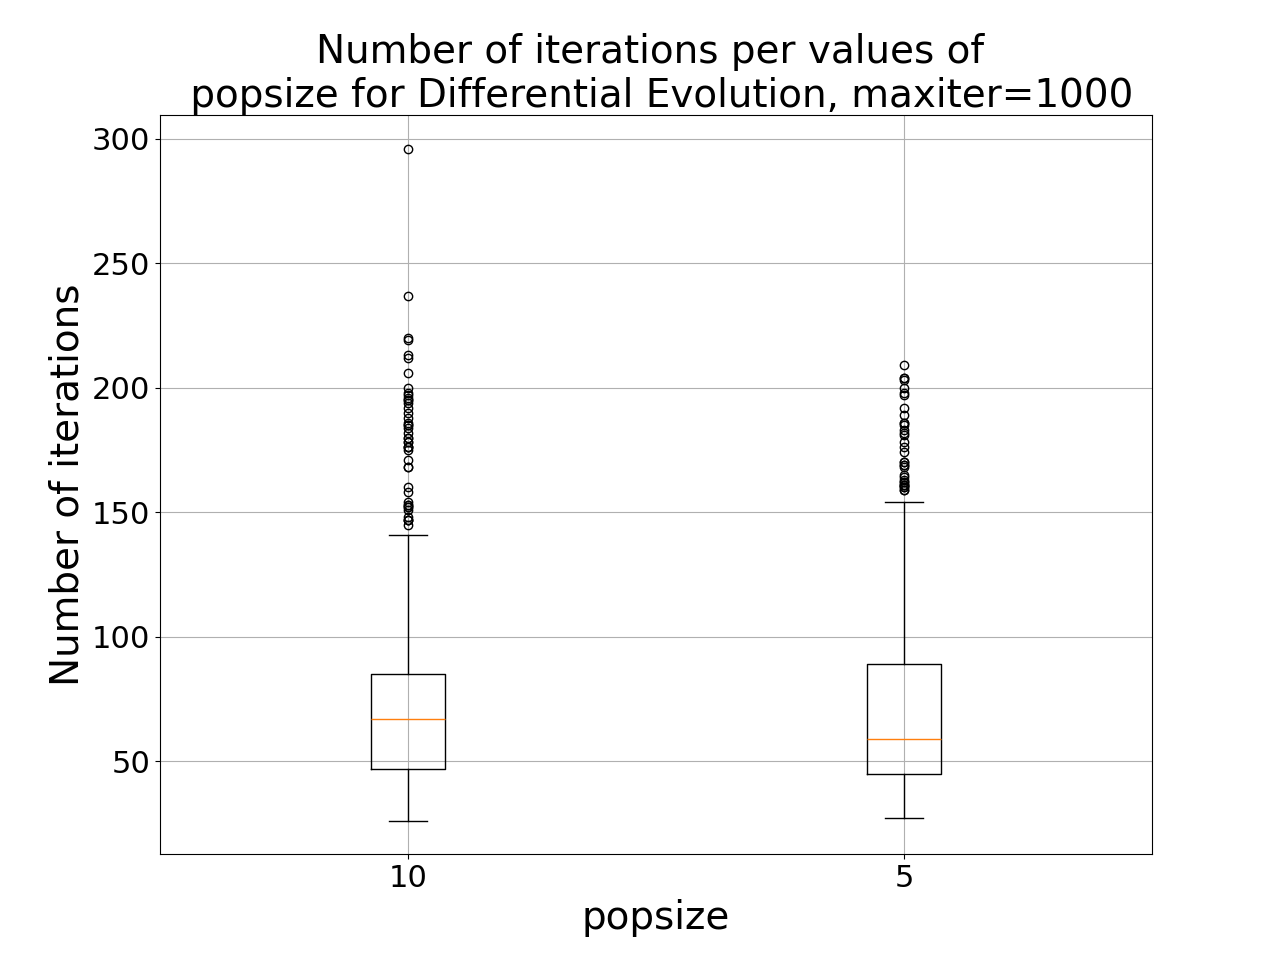 Number of iterations per values of
popsize for Differential Evolution, maxiter=1000
300
250
200
150
100
50
Number of iterations
10
5
popsize